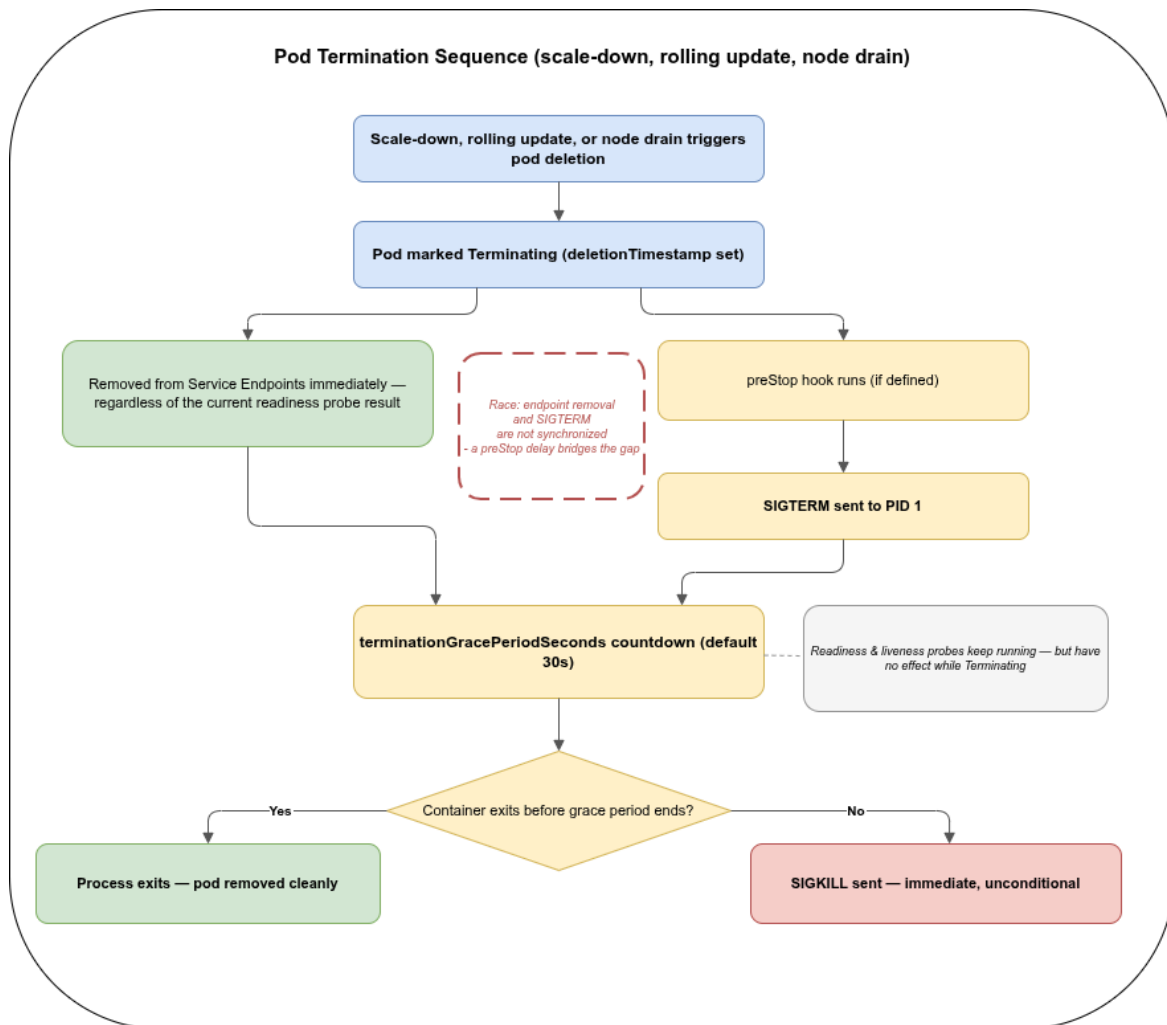 Pod Termination Sequence (scale-down, rolling update, node drain)
Scale-down, rolling update, or node drain triggers
pod deletion
Pod marked Terminating (deletionTimestamp set)
Removed from Service Endpoints immediately —
regardless of the current readiness probe result
Race: endpoint removal
and SIGTERM
are not synchronized
- a preStop delay bridges the gap
preStop hook runs (if defined)
SIGTERM sent to PID 1
terminationGracePeriodSeconds countdown (default
30s)
Readiness & liveness probes keep running — but have
no effect while Terminating
Container exits before grace period ends?
Yes
No
Process exits — pod removed cleanly
SIGKILL sent — immediate, unconditional